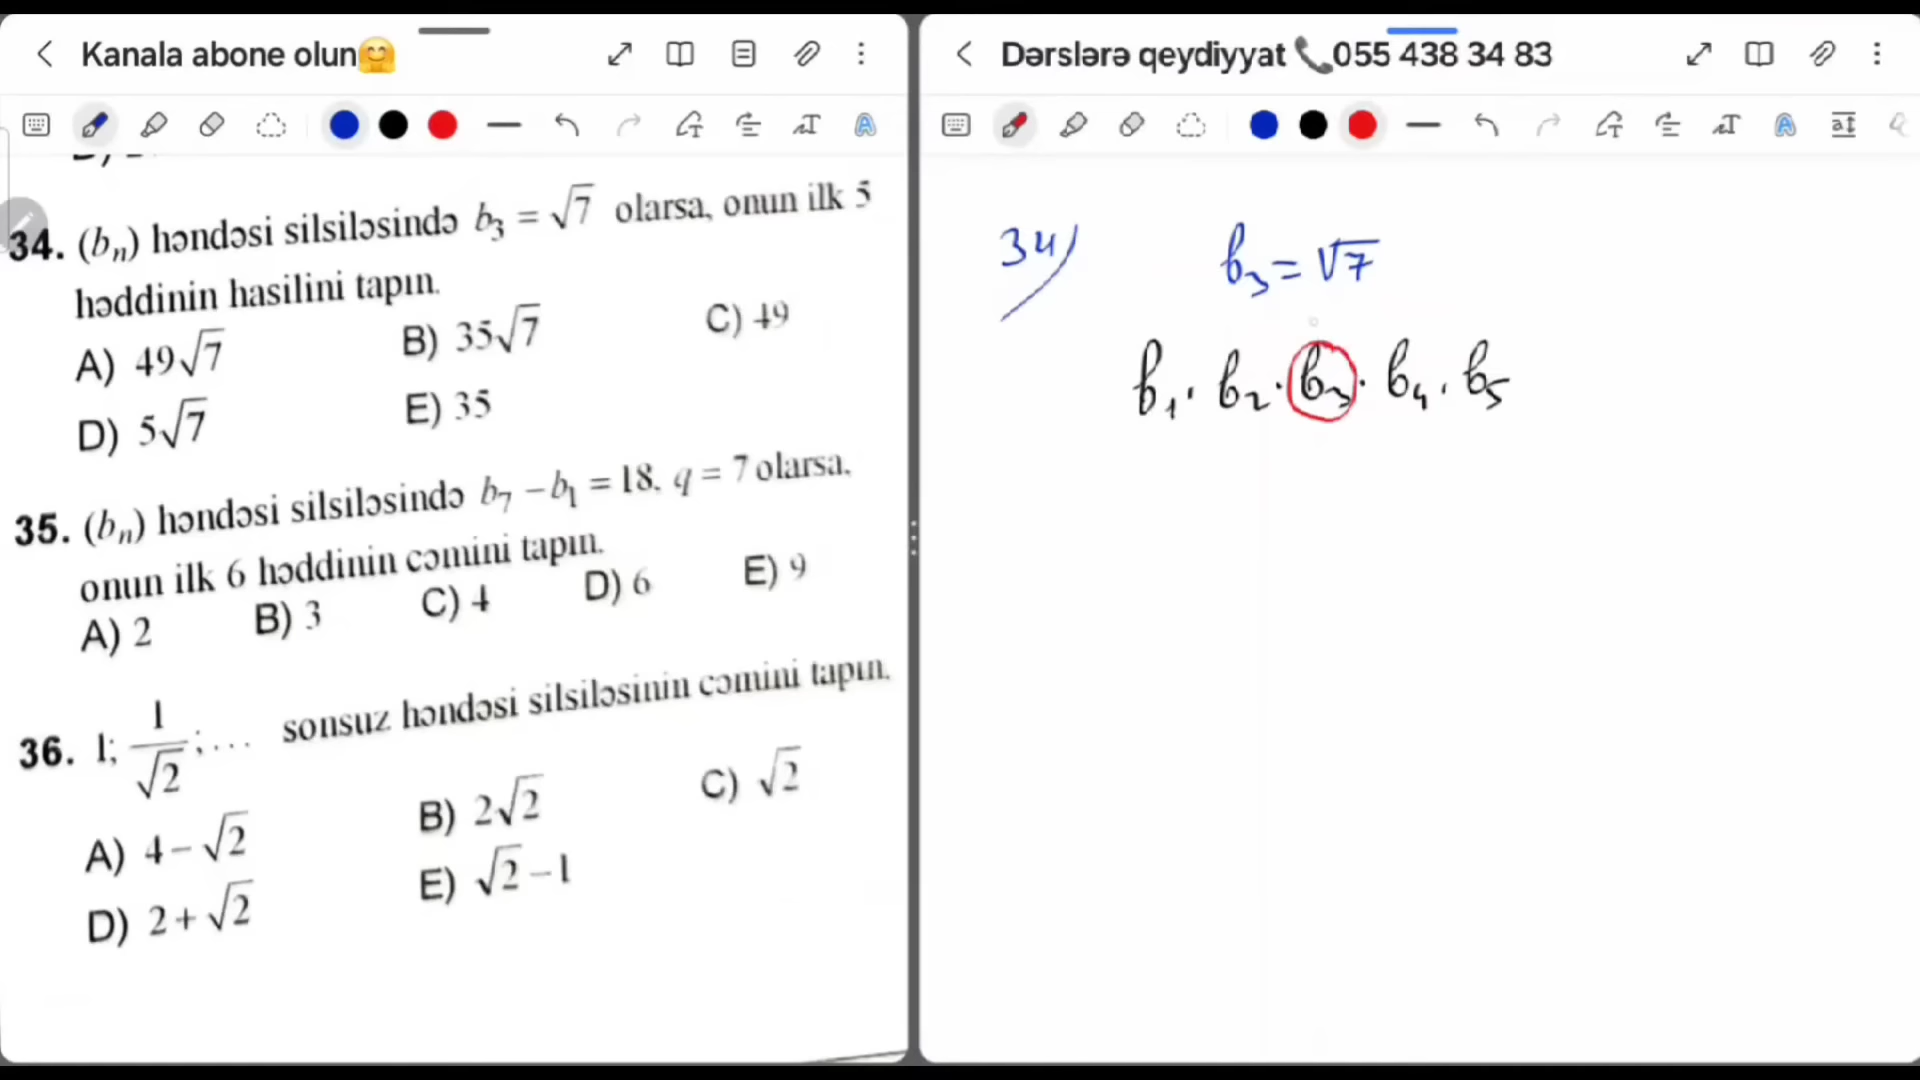 Kanala abone olun🤗
34. (bₙ) həndəsi silsiləsində b₃ = √7 olarsa, onun ilk 5
həddinin hasilini tapın.
A) 49√7 B) 35√7 C) 49
D) 5√7 E) 35
35. (bₙ) həndəsi silsiləsində b₇ – b₁ = 18, q = 7 olarsa,
onun ilk 6 həddinin cəmini tapın.
A) 2 B) 3 C) 4 D) 6 E) 9
36. 1; 1/√2 ;... sonsuz həndəsi silsiləsinin cəmini tapın.
A) 4 – √2 B) 2√2 C) √2
D) 2 + √2 E) √2 – 1
Dərslərə qeydiyyat 📞055 438 34 83
34) b₃ = √7
b₁ · b₂ · b₃ · b₄ · b₅